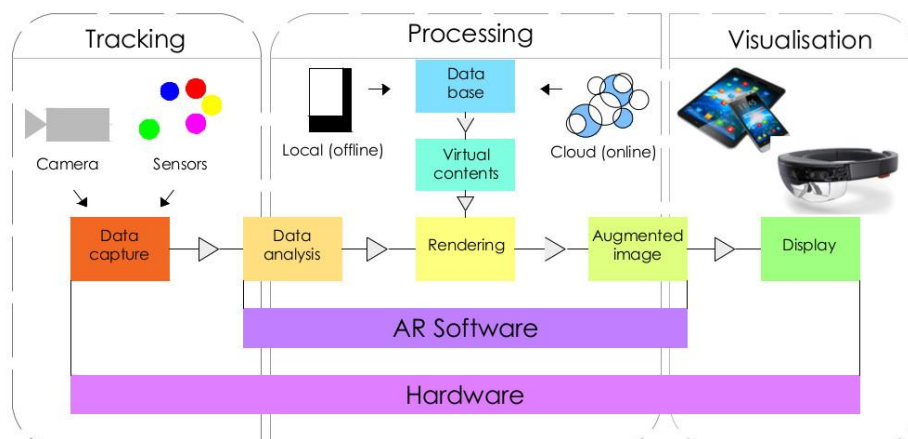 Tracking
Processing
Visualisation
Camera
Sensors
Local (offline)
Data
base
Cloud (online)
Virtual
contents
Data
capture
Data
analysis
Rendering
Augmented
image
Display
AR Software
Hardware